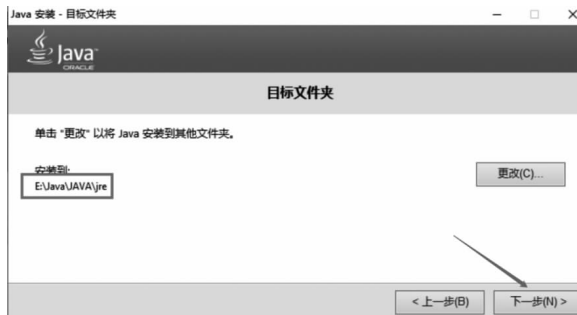 Java 安装 - 目标文件夹
Java
ORACLE
目标文件夹
单击 "更改" 以将 Java 安装到其他文件夹。
安装到:
E:\Java\JAVA\jre
更改(C)...
< 上一步(B)
下一步(N) >